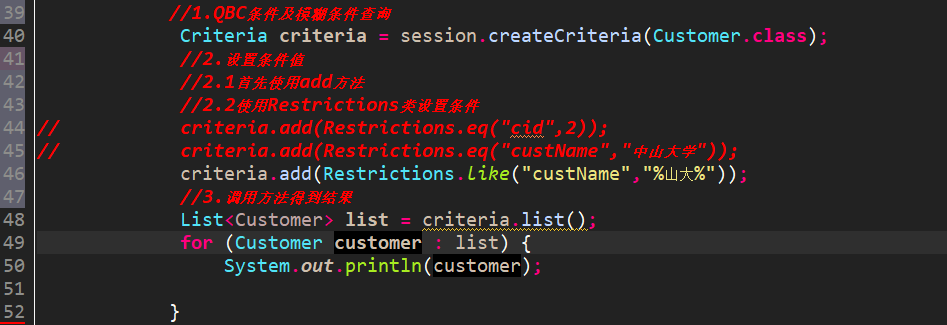 39 //1.QBC条件及模糊条件查询
40 Criteria criteria = session.createCriteria(Customer.class);
41 //2.设置条件值
42 //2.1首先使用add方法
43 //2.2使用Restrictions类设置条件
44 // criteria.add(Restrictions.eq("cid",2));
45 // criteria.add(Restrictions.eq("custName","中山大学"));
46 criteria.add(Restrictions.like("custName","%山大%"));
47 //3.调用方法得到结果
48 List<Customer> list = criteria.list();
49 for (Customer customer : list) {
50 System.out.println(customer);
51
52 }